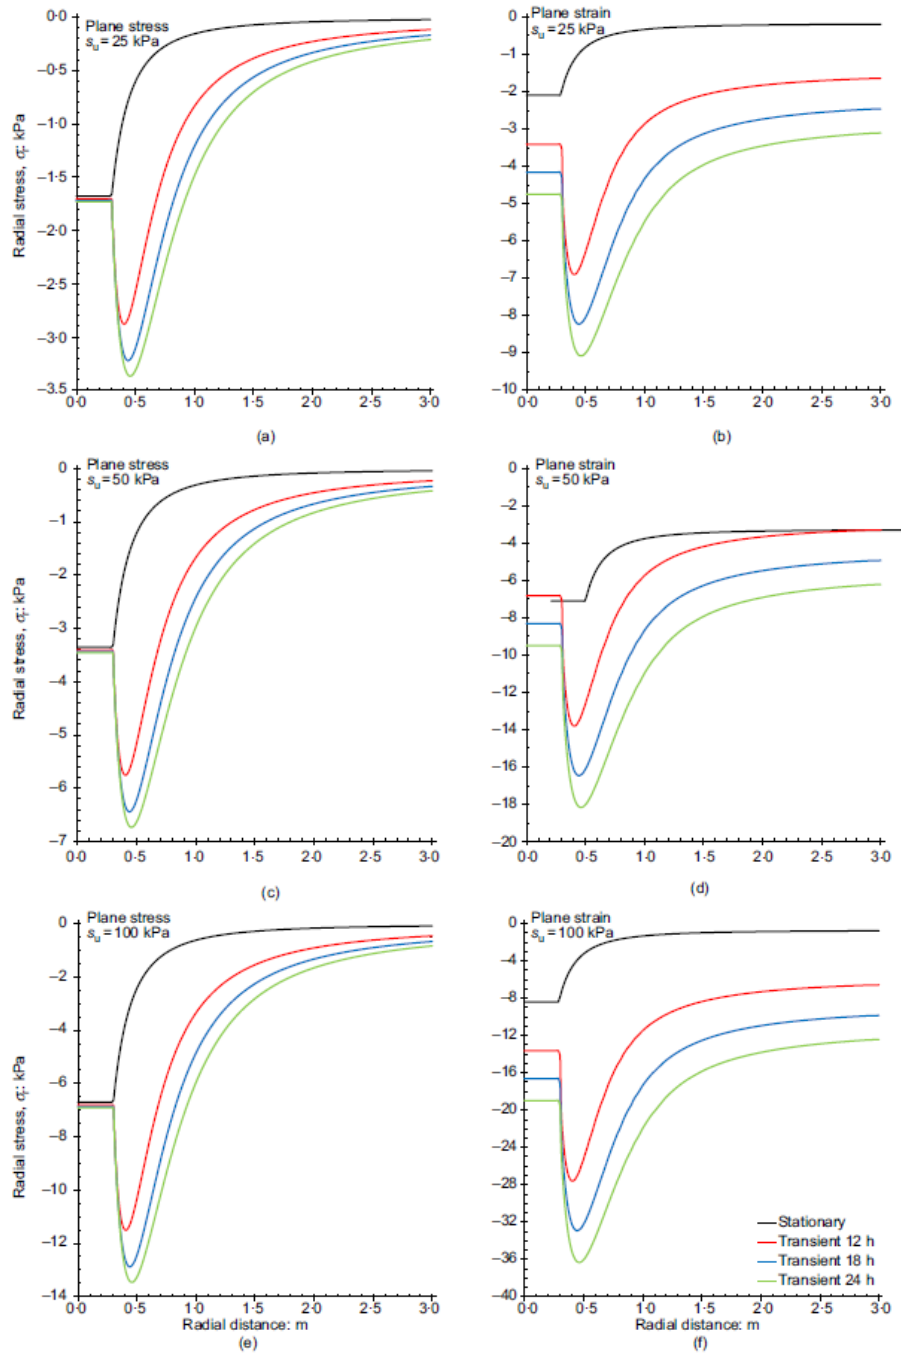 Plane stress
su = 25 kPa
Radial stress, σr: kPa
0·0
–0·5
–1·0
–1·5
–2·0
–2·5
–3·0
–3.5
0·0 0·5 1·0 1·5 2·0 2·5 3·0
(a)
Plane strain
su = 25 kPa
0
–1
–2
–3
–4
–5
–6
–7
–8
–9
–10
0·0 0·5 1·0 1·5 2·0 2·5 3·0
(b)
Plane stress
su = 50 kPa
Radial stress, σr: kPa
0
–1
–2
–3
–4
–5
–6
–7
0·0 0·5 1·0 1·5 2·0 2·5 3·0
(c)
Plane strain
su = 50 kPa
0
–2
–4
–6
–8
–10
–12
–14
–16
–18
–20
0·0 0·5 1·0 1·5 2·0 2·5 3·0
(d)
Plane stress
su = 100 kPa
Radial stress, σr: kPa
0
–2
–4
–6
–8
–10
–12
–14
0·0 0·5 1·0 1·5 2·0 2·5 3·0
Radial distance: m
(e)
Plane strain
su = 100 kPa
0
–4
–8
–12
–16
–20
–24
–28
–32
–36
–40
Stationary
Transient 12 h
Transient 18 h
Transient 24 h
0·0 0·5 1·0 1·5 2·0 2·5 3·0
Radial distance: m
(f)